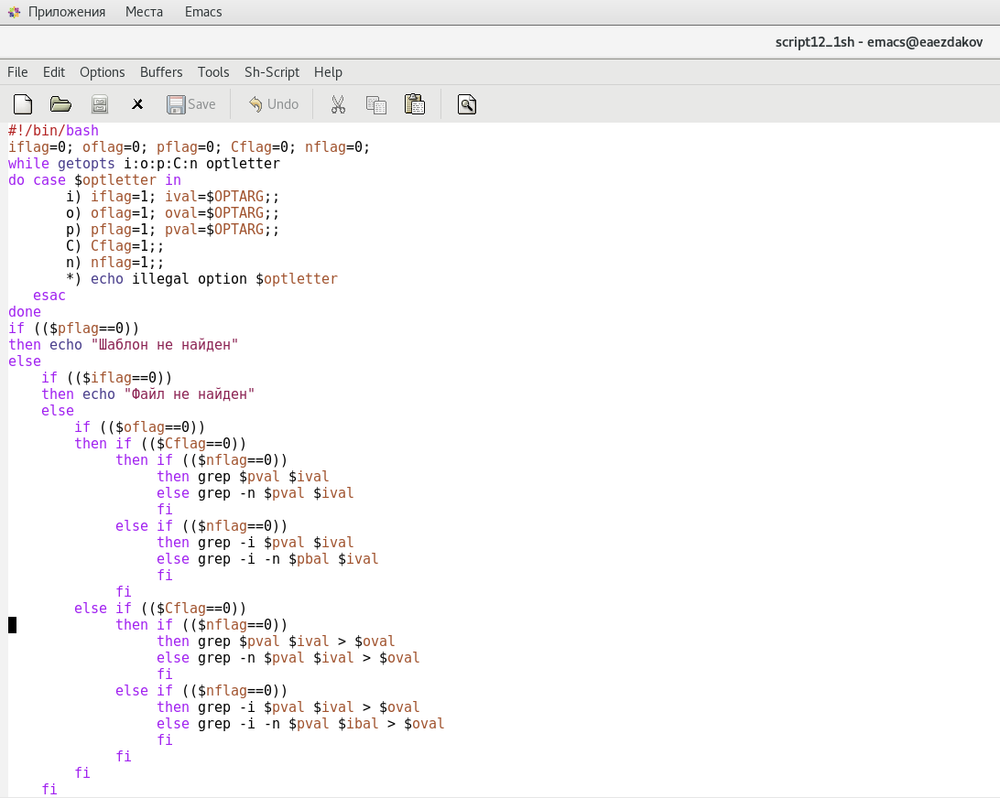 Приложения Места Emacs
script12_1sh - emacs@eaezdakov
File Edit Options Buffers Tools Sh-Script Help
Save Undo
#!/bin/bash
iflag=0; oflag=0; pflag=0; Cflag=0; nflag=0;
while getopts i:o:p:C:n optletter
do case $optletter in
       i) iflag=1; ival=$OPTARG;;
       o) oflag=1; oval=$OPTARG;;
       p) pflag=1; pval=$OPTARG;;
       C) Cflag=1;;
       n) nflag=1;;
       *) echo illegal option $optletter
   esac
done
if (($pflag==0))
then echo "Шаблон не найден"
else
    if (($iflag==0))
    then echo "Файл не найден"
    else
        if (($oflag==0))
        then if (($Cflag==0))
             then if (($nflag==0))
                  then grep $pval $ival
                  else grep -n $pval $ival
                  fi
             else if (($nflag==0))
                  then grep -i $pval $ival
                  else grep -i -n $pbal $ival
                  fi
             fi
        else if (($Cflag==0))
             then if (($nflag==0))
                  then grep $pval $ival > $oval
                  else grep -n $pval $ival > $oval
                  fi
             else if (($nflag==0))
                  then grep -i $pval $ival > $oval
                  else grep -i -n $pval $ibal > $oval
                  fi
             fi
        fi
    fi